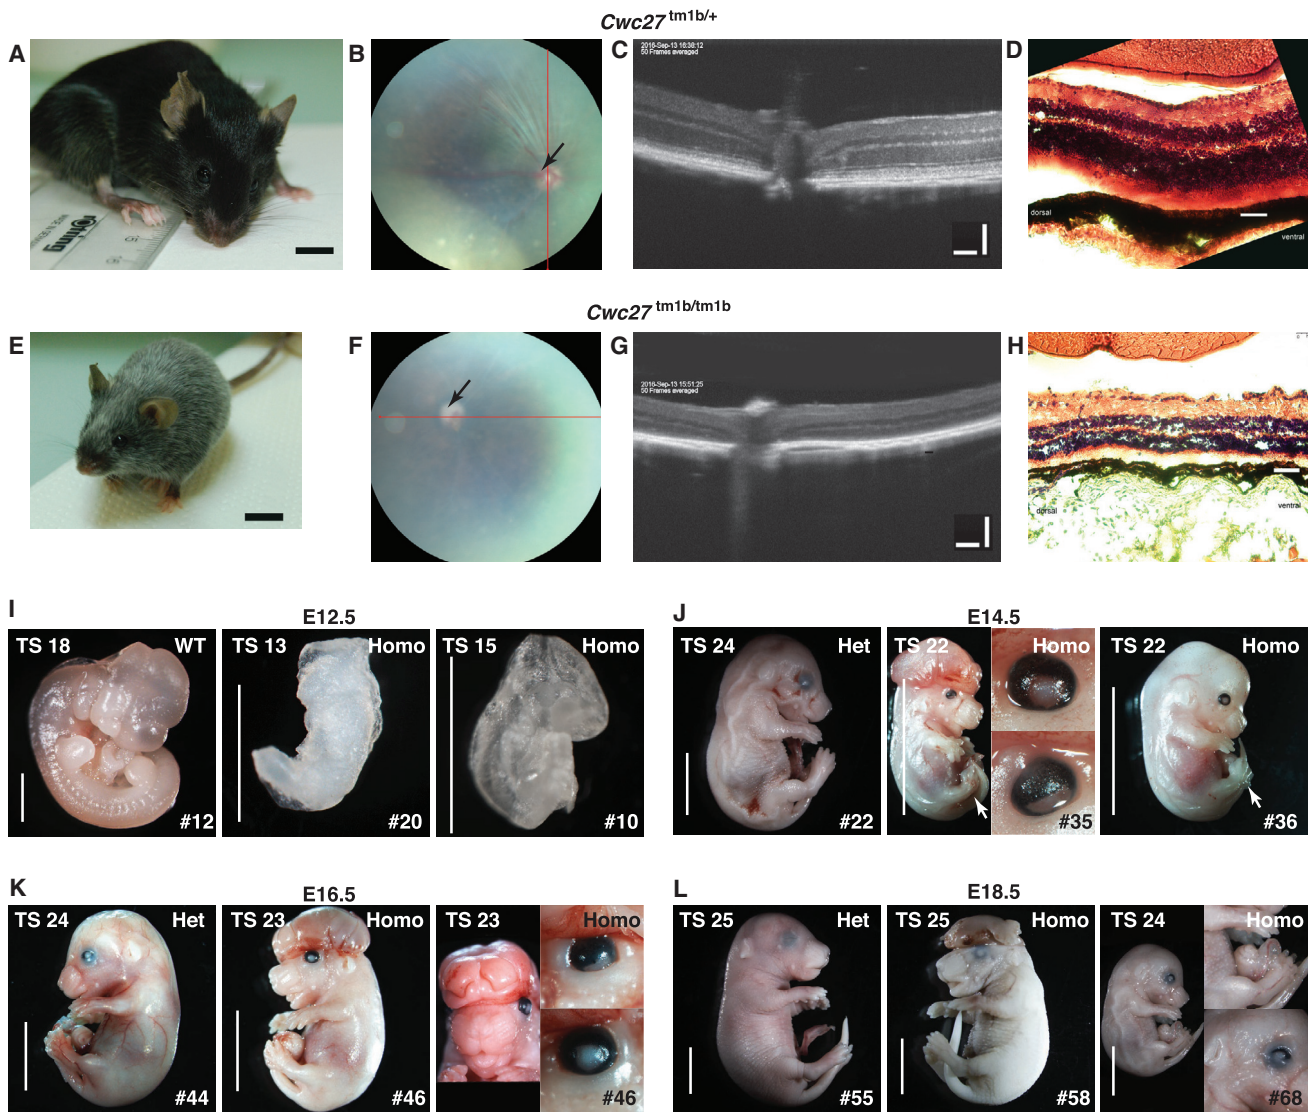 Cwc27 tm1b/+
A
B
C
D
2016-Sep-13 16:38:12
50 Frames averaged
dorsal
ventral
Cwc27 tm1b/tm1b
E
F
G
H
2016-Sep-13 15:51:25
50 Frames averaged
dorsal
ventral
I
E12.5
TS 18
WT
#12
TS 13
Homo
#20
TS 15
Homo
#10
J
E14.5
TS 24
Het
#22
TS 22
Homo
#35
TS 22
Homo
#36
K
E16.5
TS 24
Het
#44
TS 23
Homo
#46
TS 23
Homo
#46
L
E18.5
TS 25
Het
#55
TS 25
Homo
#58
TS 24
Homo
#68